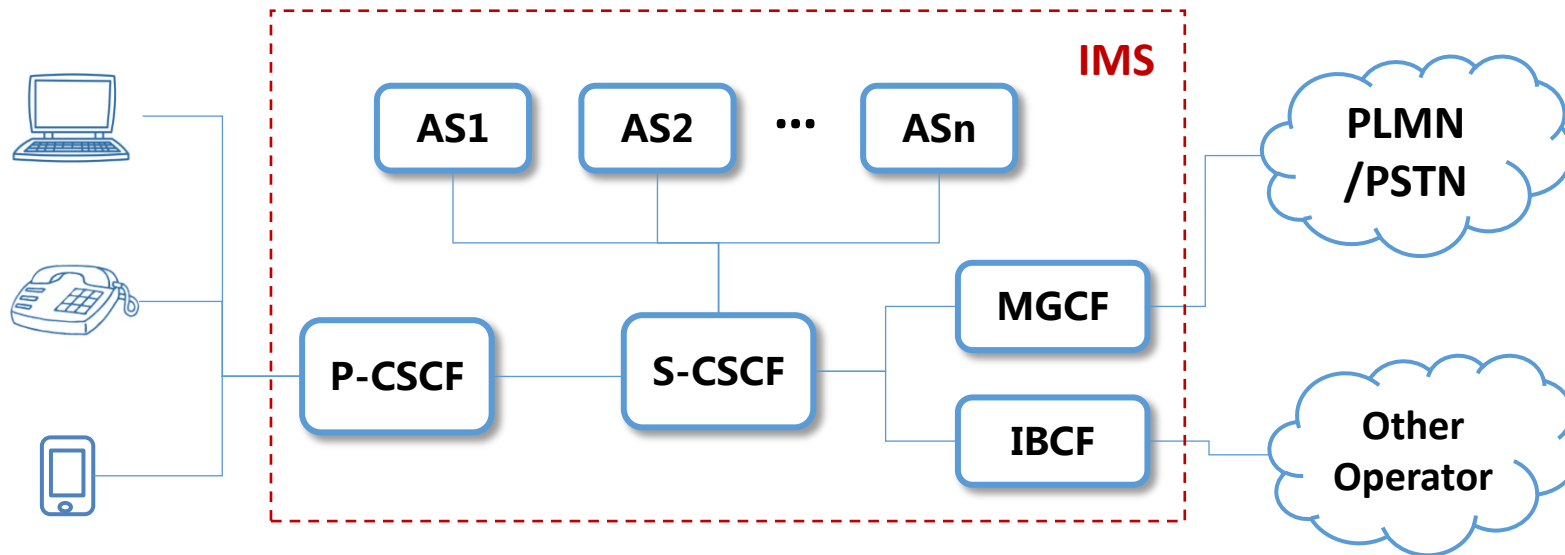 IMS
AS1
AS2
...
ASn
PLMN
/PSTN
MGCF
P-CSCF
S-CSCF
IBCF
Other
Operator